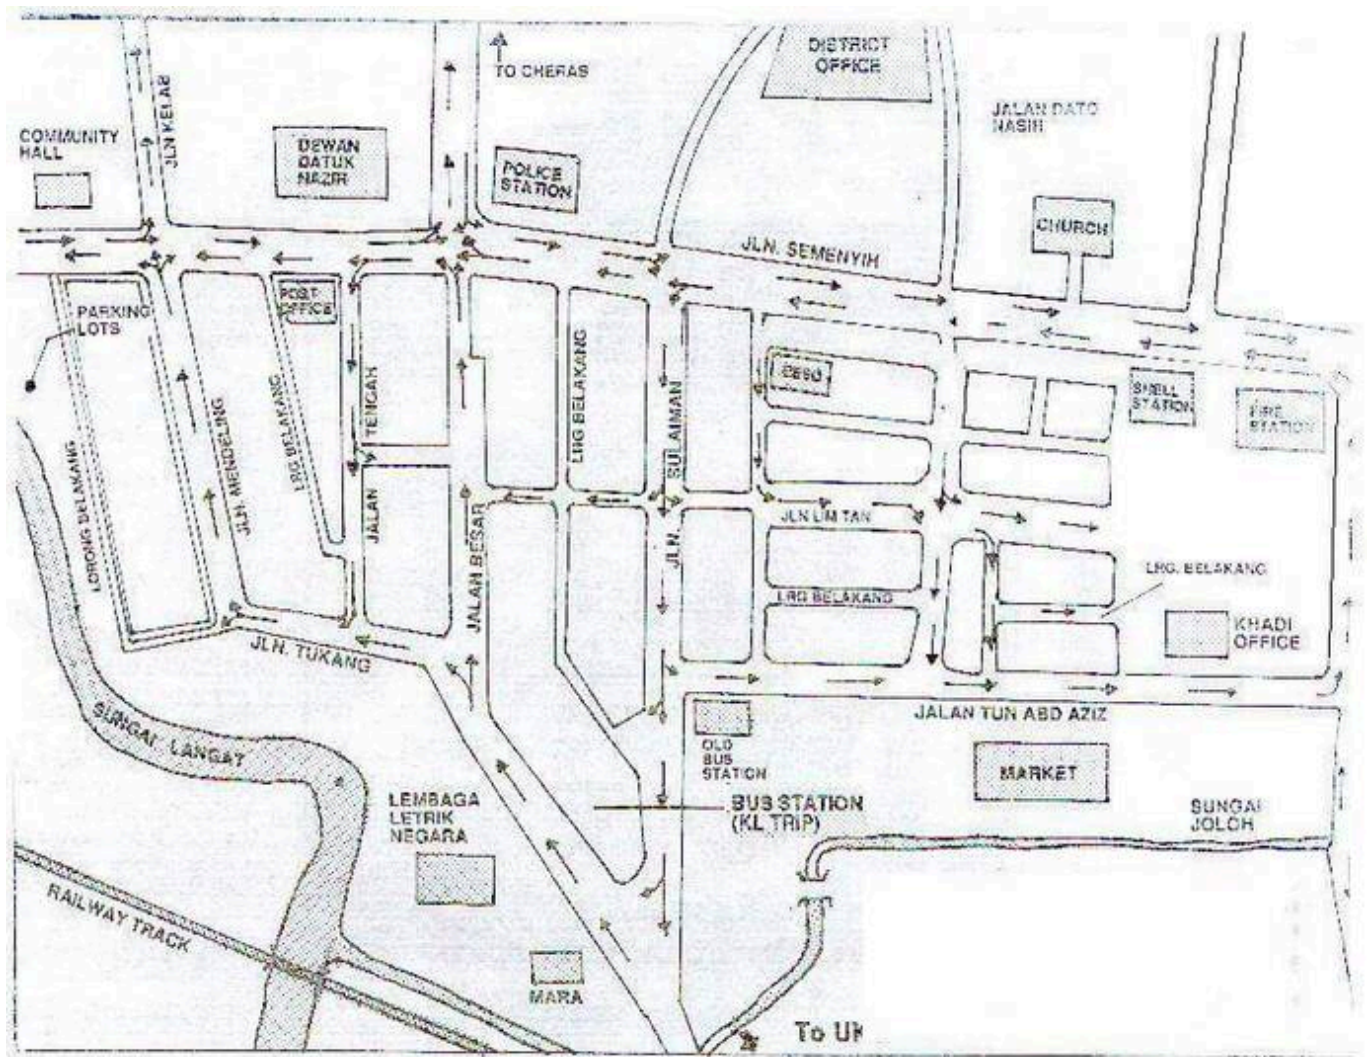 DISTRICT
OFFICE
TO CHERAS
JALAN DATO
NASIR
JLN KELAB
COMMUNITY
HALL
DEWAN
DATUK
NAZIR
POLICE
STATION
CHURCH
JLN. SEMENYIH
POST
OFFICE
PARKING
LOTS
ESSO
SHELL
STATION
FIRE
STATION
LORONG BELAKANG
JLN. MENDELING
LRG BELAKANG
JALAN TENGAH
JALAN BESAR
LRG BELAKANG
JLN. SULAIMAN
JLN LIM TAN
LRG BELAKANG
LRG. BELAKANG
KHADI
OFFICE
JLN. TUKANG
JALAN TUN ABD AZIZ
SUNGAI LANGAT
OLD
BUS
STATION
MARKET
BUS STATION
(KL TRIP)
SUNGAI
JOLOH
LEMBAGA
LETRIK
NEGARA
RAILWAY TRACK
MARA
To